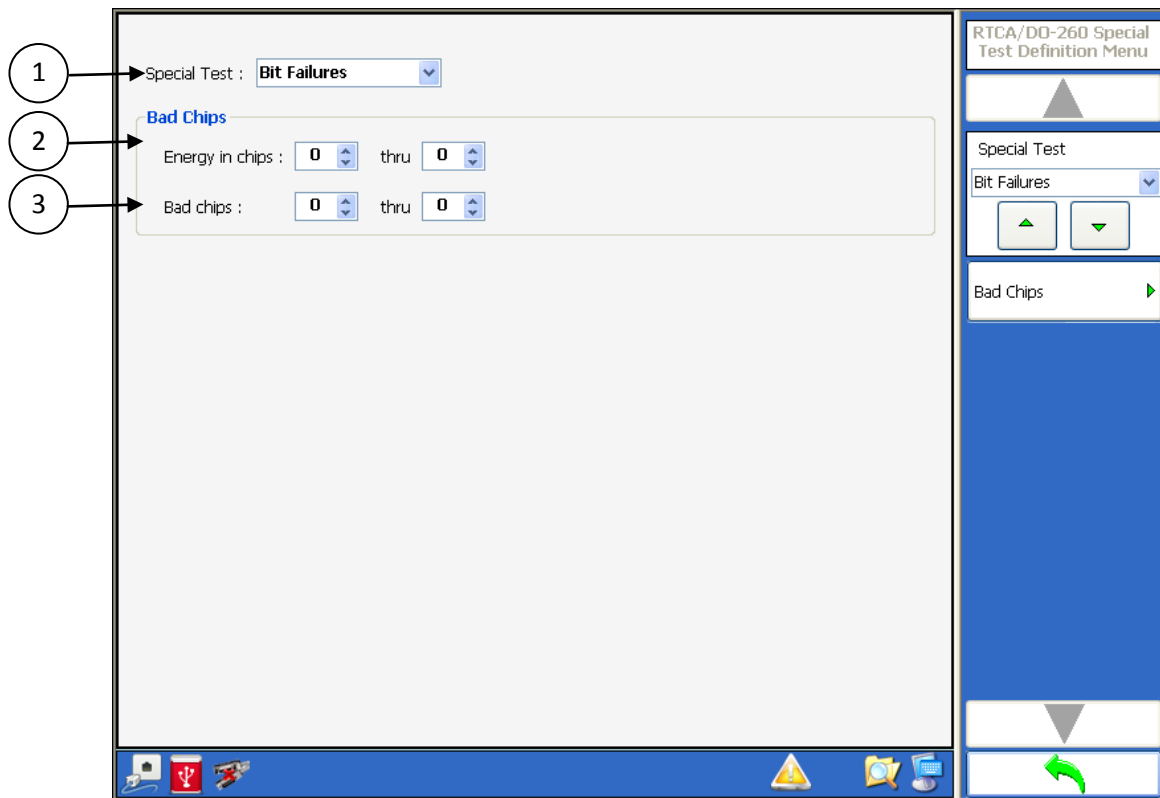 1
Special Test : Bit Failures
2
Bad Chips
Energy in chips : 0 thru 0
3
Bad chips : 0 thru 0
RTCA/DO-260 Special
Test Definition Menu
Special Test
Bit Failures
Bad Chips